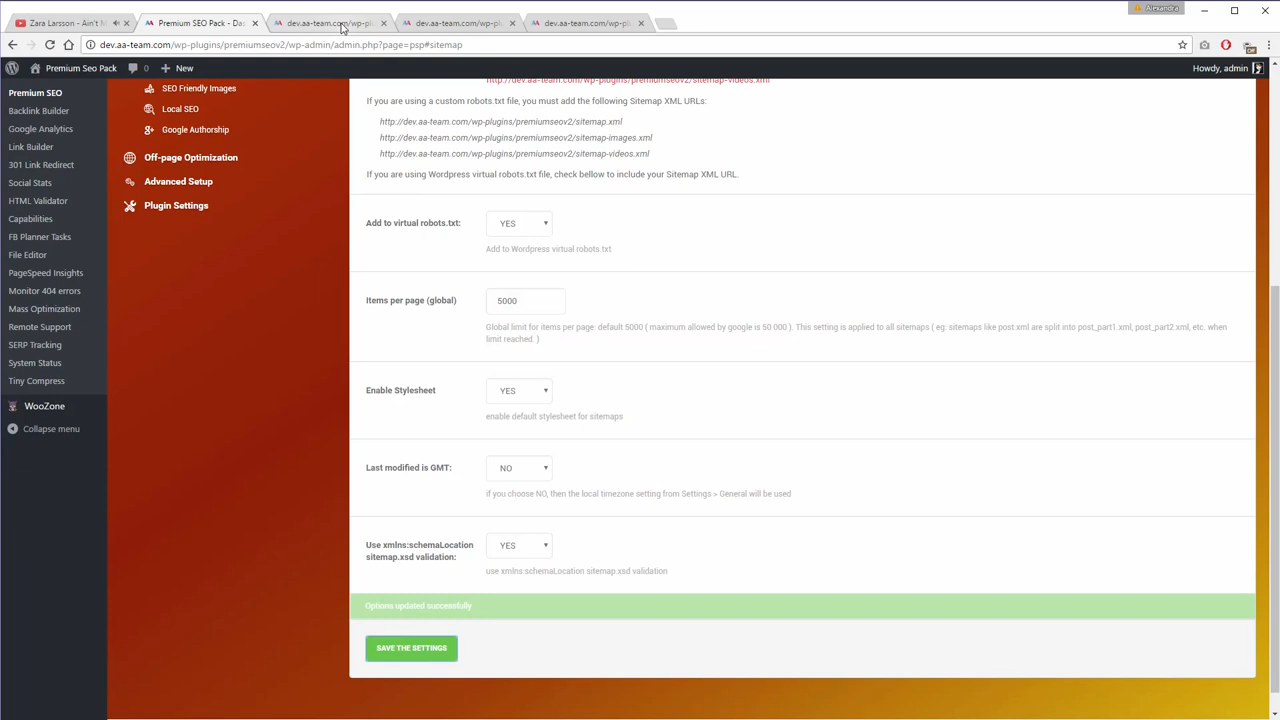 Alexandra
Zara Larsson - Ain't M
Premium SEO Pack - Das
dev.aa-team.com/wp-plu
dev.aa-team.com/wp-plu
dev.aa-team.com/wp-plu
dev.aa-team.com/wp-plugins/premiumseov2/wp-admin/admin.php?page=psp#sitemap
Premium SEO Pack
0
New
Howdy, admin
Premium SEO
Backlink Builder
Google Analytics
Link Builder
301 Link Redirect
Social Stats
HTML Validator
Capabilities
FB Planner Tasks
File Editor
PageSpeed Insights
Monitor 404 errors
Mass Optimization
Remote Support
SERP Tracking
System Status
Tiny Compress
WooZone
Collapse menu
SEO Friendly Images
Local SEO
Google Authorship
Off-page Optimization
Advanced Setup
Plugin Settings
http://dev.aa-team.com/wp-plugins/premiumseov2/sitemap-videos.xml
If you are using a custom robots.txt file, you must add the following Sitemap XML URLs:
http://dev.aa-team.com/wp-plugins/premiumseov2/sitemap.xml
http://dev.aa-team.com/wp-plugins/premiumseov2/sitemap-images.xml
http://dev.aa-team.com/wp-plugins/premiumseov2/sitemap-videos.xml
If you are using Wordpress virtual robots.txt file, check bellow to include your Sitemap XML URL.
Add to virtual robots.txt:
YES
Add to Wordpress virtual robots.txt
Items per page (global)
5000
Global limit for items per page: default 5000 ( maximum allowed by google is 50 000 ). This setting is applied to all sitemaps ( eg: sitemaps like post.xml are split into post_part1.xml, post_part2.xml, etc. when
limit reached. )
Enable Stylesheet
YES
enable default stylesheet for sitemaps
Last modified is GMT:
NO
if you choose NO, then the local timezone setting from Settings > General will be used
Use xmlns:schemaLocation
sitemap.xsd validation:
YES
use xmlns:schemaLocation sitemap.xsd validation
Options updated successfully
SAVE THE SETTINGS